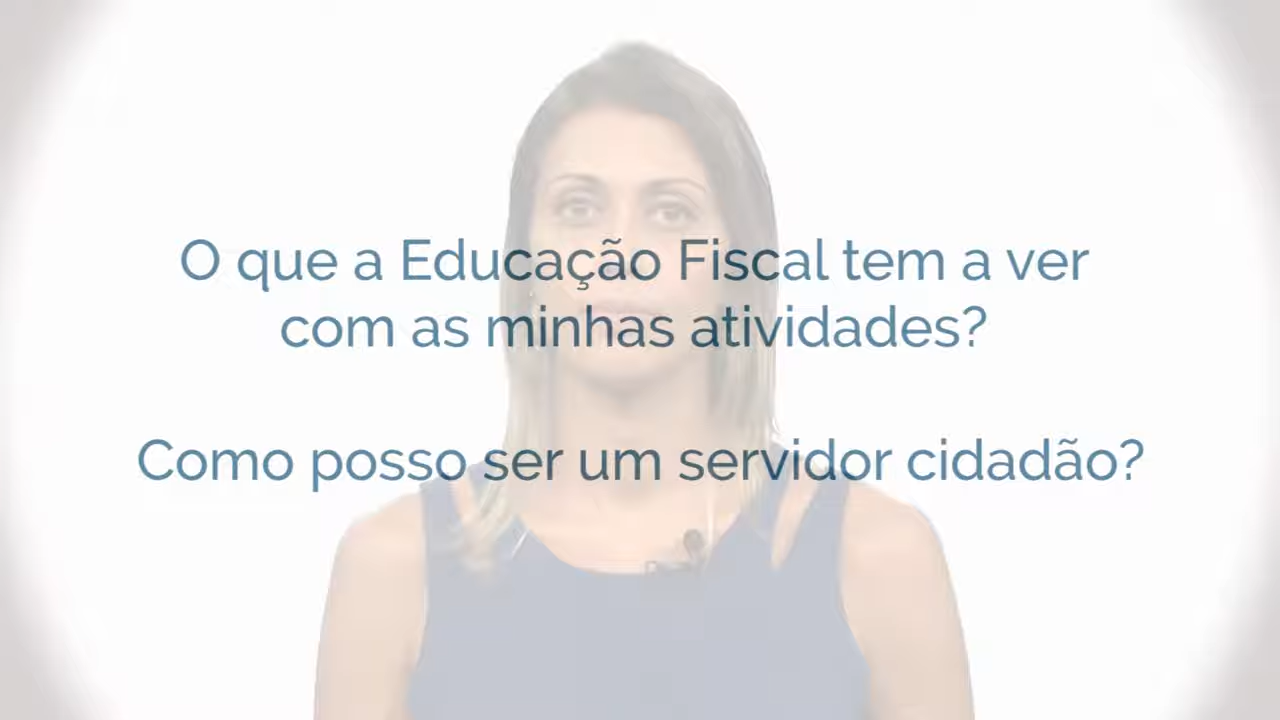 O que a Educação Fiscal tem a ver
com as minhas atividades?
Como posso ser um servidor cidadão?